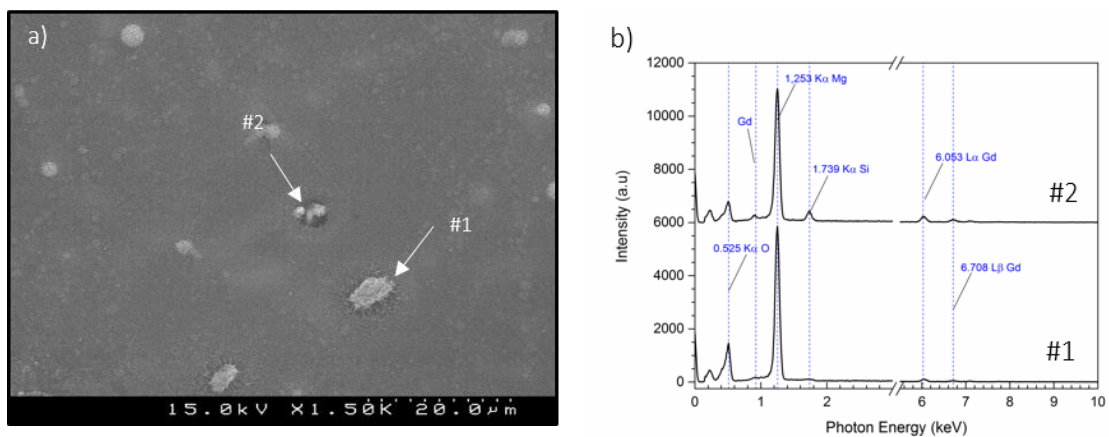 a)
#2
#1
15.0kV X1.50K 20.0µm
b)
12000
10000
8000
6000
4000
2000
0
Intensity (a.u)
1,253 Kα Mg
Gd
1.739 Kα Si
6.053 Lα Gd
#2
0.525 Kα O
6.708 Lβ Gd
#1
0 1 2 6 7 8 9 10
Photon Energy (keV)